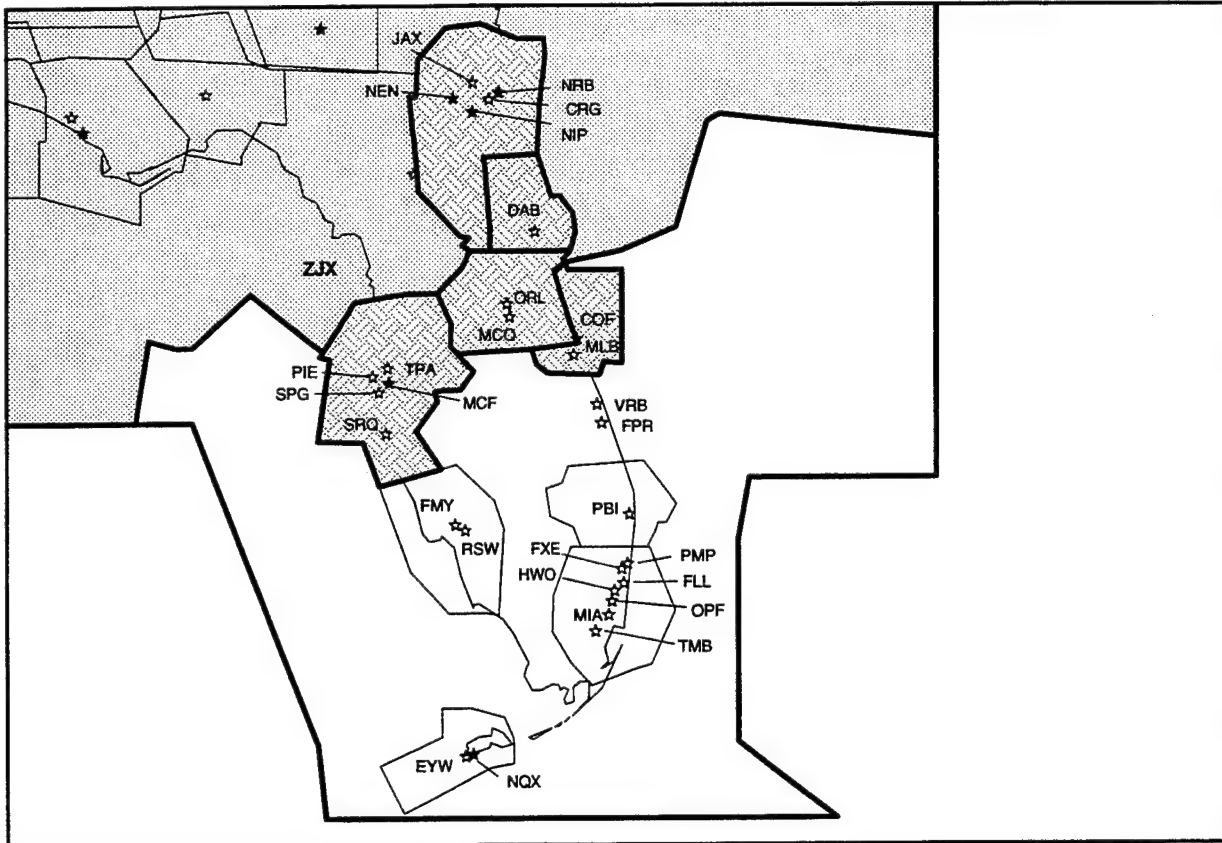 JAX
NEN
NRB
CRG
NIP
DAB
ZJX
ORL
MCO
COF
MLB
PIE
TPA
SPG
MCF
SRQ
VRB
FPR
FMY
RSW
PBI
FXE
PMP
HWO
FLL
OPF
MIA
TMB
EYW
NQX